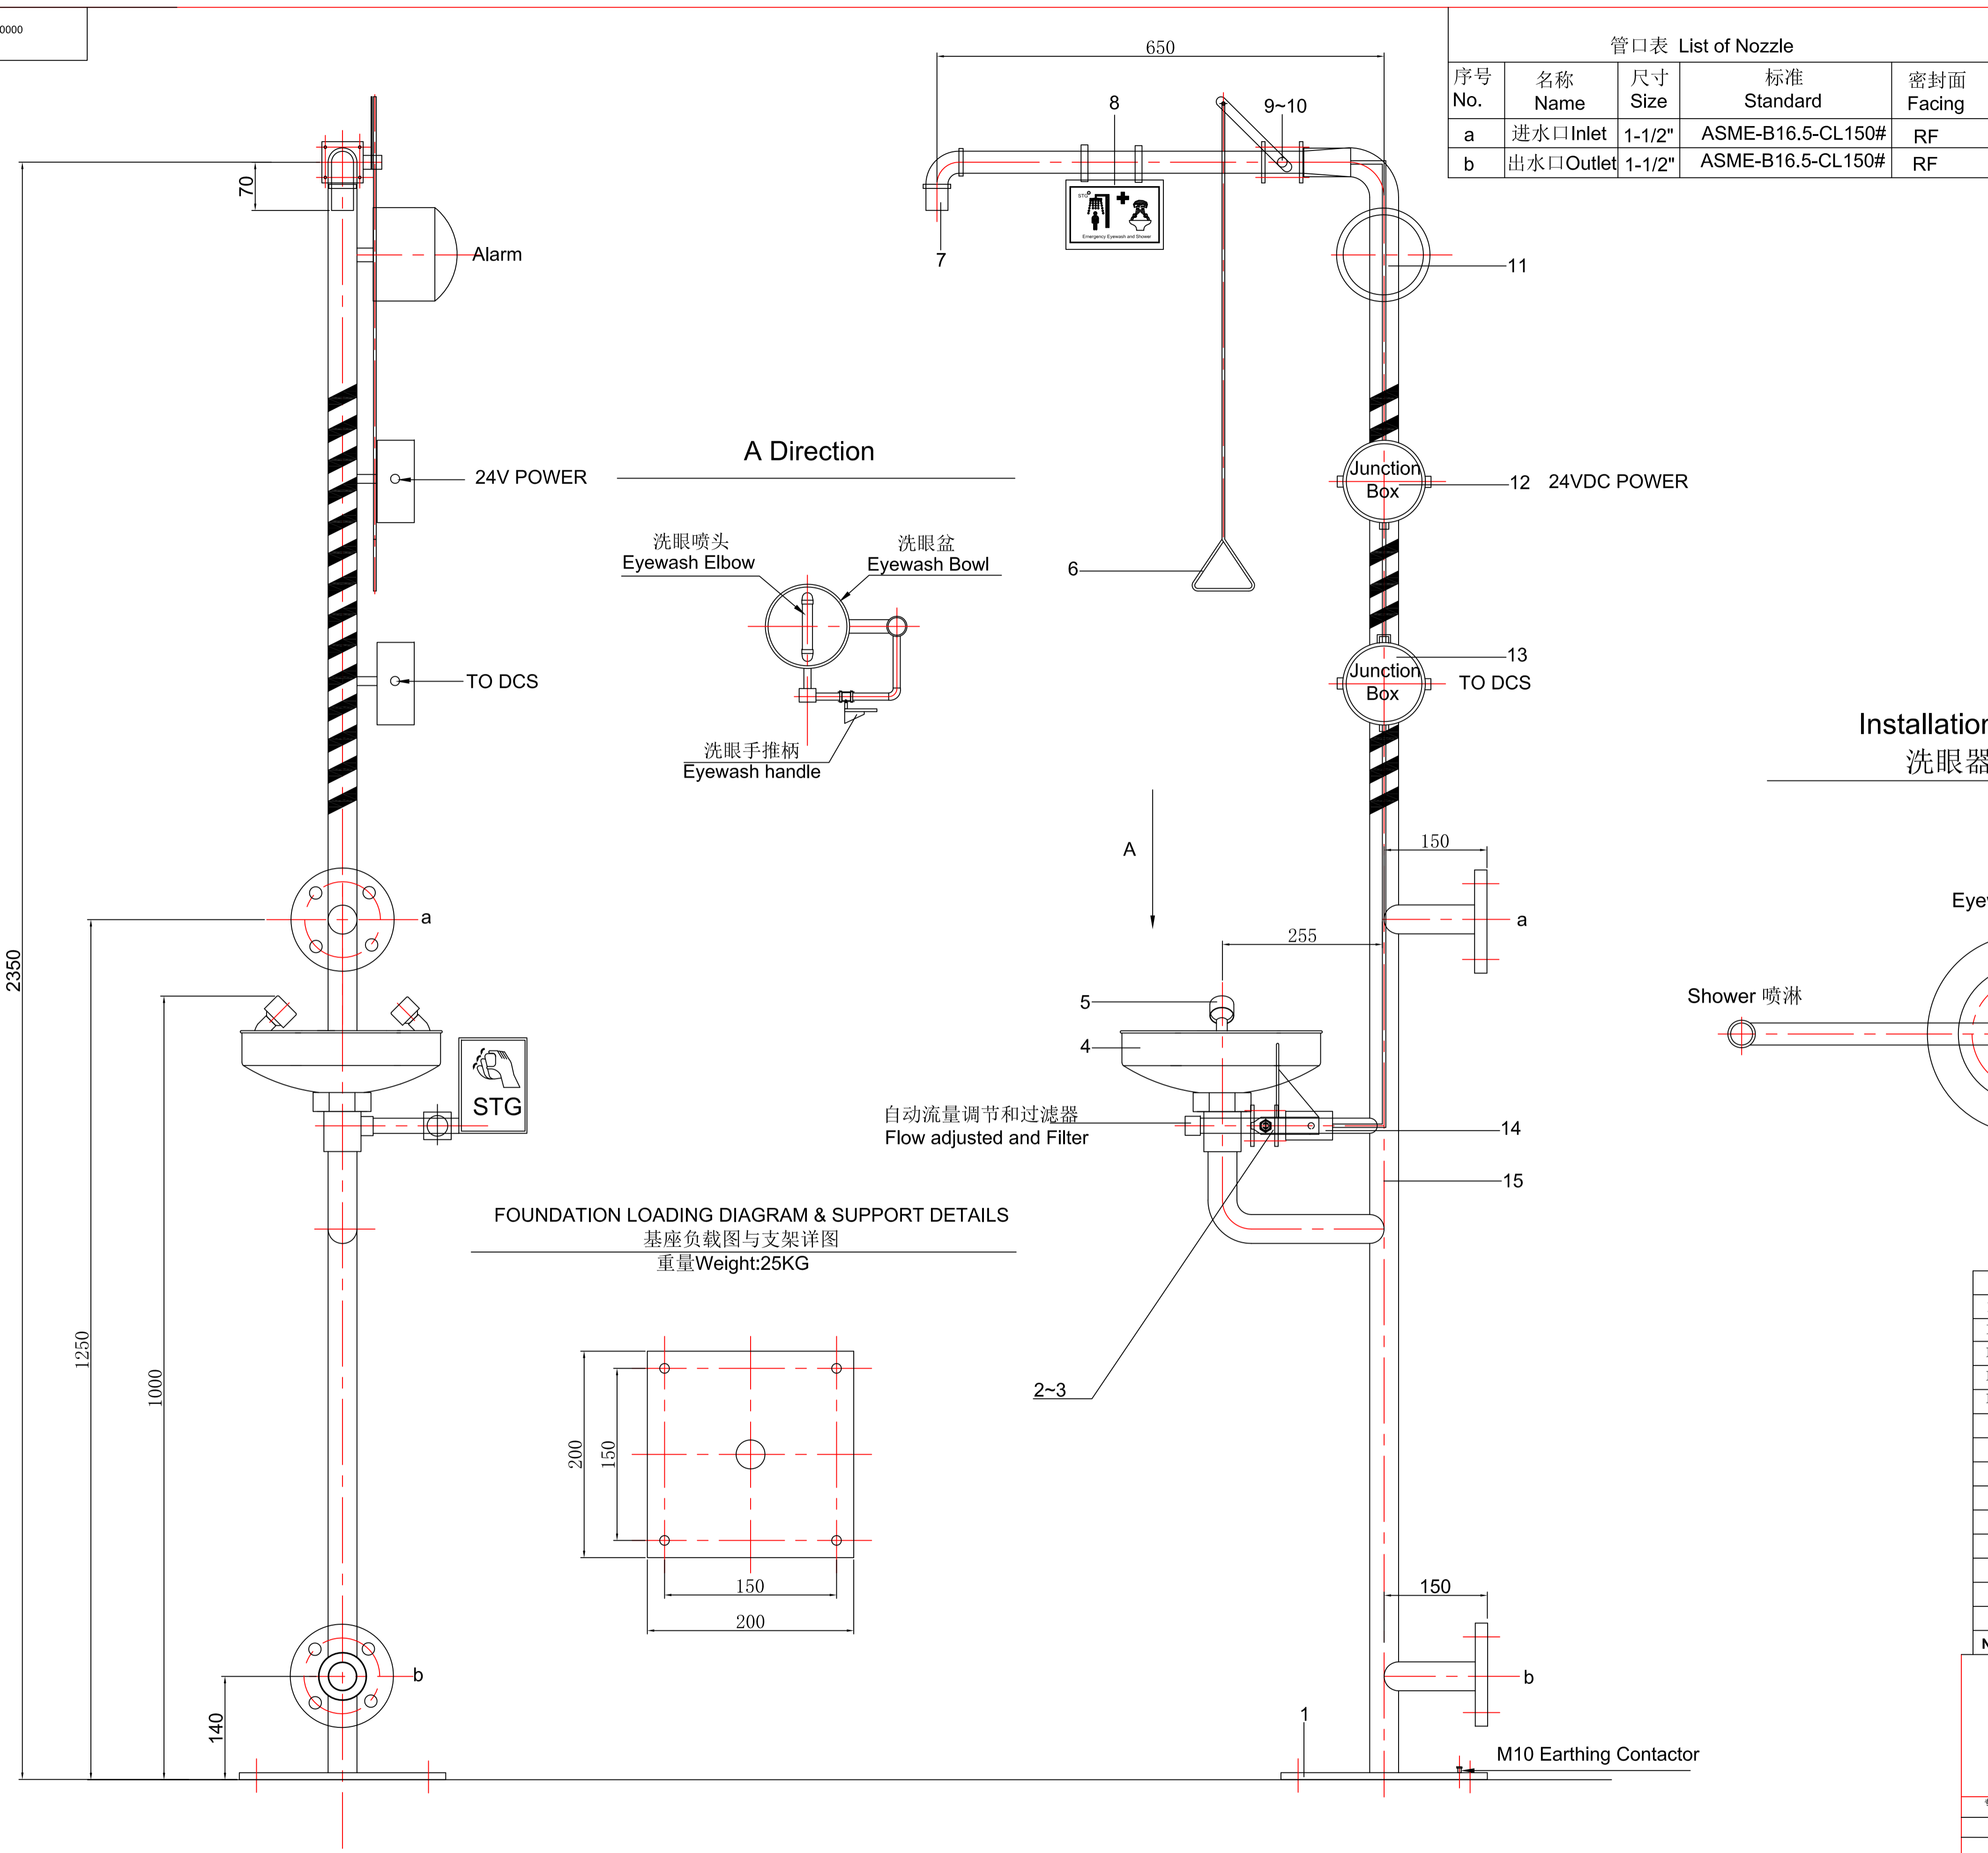 0000
管口表 List of Nozzle
序号 名称 尺寸 标准 密封面
No. Name Size Standard Facing
a 进水口Inlet 1-1/2" ASME-B16.5-CL150# RF
b 出水口Outlet 1-1/2" ASME-B16.5-CL150# RF
650
8
9~10
70
STG
Emergency Eyewash and Shower
7
Alarm
11
A Direction
24V POWER
Junction
Box
12 24VDC POWER
洗眼喷头
Eyewash Elbow
洗眼盆
Eyewash Bowl
6
13
Junction
Box
TO DCS
TO DCS
洗眼手推柄
Eyewash handle
Installation
洗眼器
A
150
a
a
255
2350
5
4
Shower 喷淋
STG
自动流量调节和过滤器
Flow adjusted and Filter
14
15
FOUNDATION LOADING DIAGRAM & SUPPORT DETAILS
基座负载图与支架详图
重量Weight:25KG
1250
1000
2~3
200
150
150
200
150
b
b
140
1
M10 Earthing Contactor